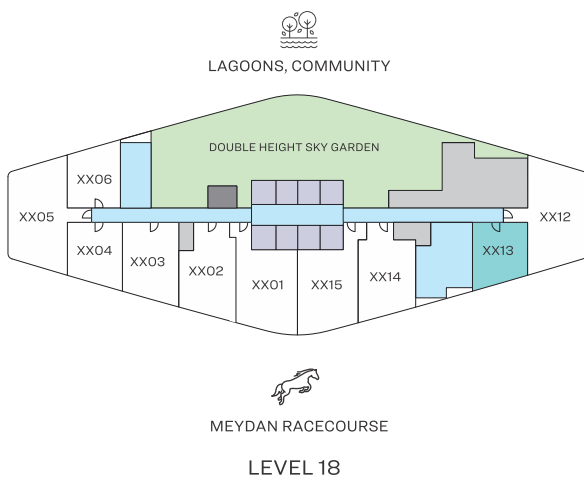 LAGOONS, COMMUNITY
DOUBLE HEIGHT SKY GARDEN
XX06
XX05
XX12
XX04
XX03
XX02
XX01
XX15
XX14
XX13
MEYDAN RACECOURSE
LEVEL 18